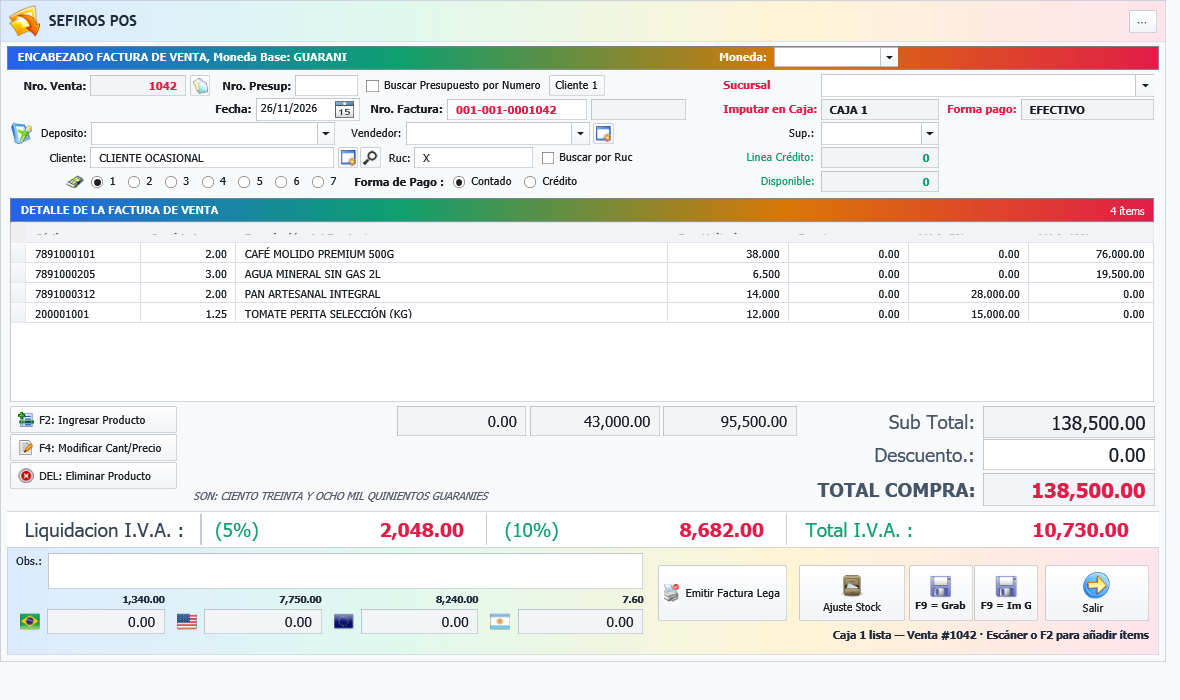 SEFIROS POS
...
ENCABEZADO FACTURA DE VENTA, Moneda Base: GUARANI Moneda:
Nro. Venta: 1042 Nro. Presup: Buscar Presupuesto por Numero Cliente 1 Sucursal
Fecha: 26/11/2026 15 Nro. Factura: 001-001-0001042 Imputar en Caja: CAJA 1 Forma pago: EFECTIVO
Deposito: Vendedor: Sup.:
Cliente: CLIENTE OCASIONAL Ruc: X Buscar por Ruc Linea Crédito: 0
1 2 3 4 5 6 7 Forma de Pago : Contado Crédito Disponible: 0
DETALLE DE LA FACTURA DE VENTA 4 ítems
7891000101 2.00 CAFÉ MOLIDO PREMIUM 500G 38,000 0.00 0.00 76,000.00
7891000205 3.00 AGUA MINERAL SIN GAS 2L 6,500 0.00 0.00 19,500.00
7891000312 2.00 PAN ARTESANAL INTEGRAL 14,000 0.00 28,000.00 0.00
200001001 1.25 TOMATE PERITA SELECCIÓN (KG) 12,000 0.00 15,000.00 0.00
F2: Ingresar Producto 0.00 43,000.00 95,500.00 Sub Total: 138,500.00
F4: Modificar Cant/Precio Descuento.: 0.00
DEL: Eliminar Producto
SON: CIENTO TREINTA Y OCHO MIL QUINIENTOS GUARANIES TOTAL COMPRA: 138,500.00
Liquidacion I.V.A. : (5%) 2,048.00 (10%) 8,682.00 Total I.V.A. : 10,730.00
Obs.:
1,340.00 7,750.00 8,240.00 7.60
0.00 0.00 0.00 0.00
Emitir Factura Lega Ajuste Stock F9 = Grab F9 = Im G Salir
Caja 1 lista — Venta #1042 · Escáner o F2 para añadir ítems